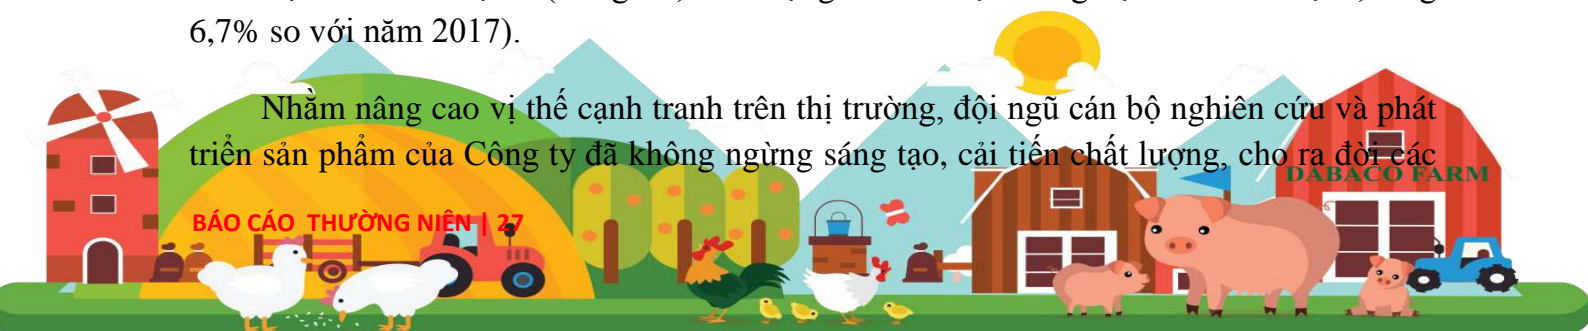 6,7% so với năm 2017).
Nhằm nâng cao vị thế cạnh tranh trên thị trường, đội ngũ cán bộ nghiên cứu và phát
triển sản phẩm của Công ty đã không ngừng sáng tạo, cải tiến chất lượng, cho ra đời các
DABACO FARM
BÁO CÁO THƯỜNG NIÊN | 27